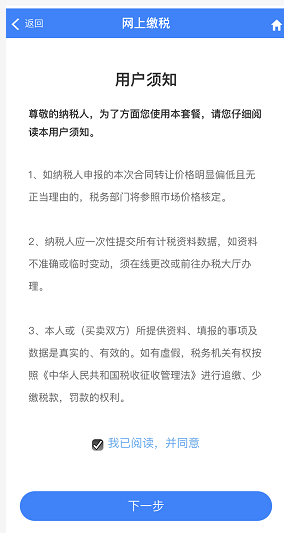 返回 网上缴税
用户须知
尊敬的纳税人，为了方面您使用本套餐，请您仔细阅
读本用户须知。
1、如纳税人申报的本次合同转让价格明显偏低且无
正当理由的，税务部门将参照市场价格核定。
2、纳税人应一次性提交所有计税资料数据，如资料
不准确或临时变动，须在线更改或前往办税大厅办
理。
3、本人或（买卖双方）所提供资料、填报的事项及
数据是真实的、有效的。如有虚假，税务机关有权按
照《中华人民共和国税收征收管理法》进行追缴、少
缴税款，罚款的权利。
我已阅读，并同意
下一步